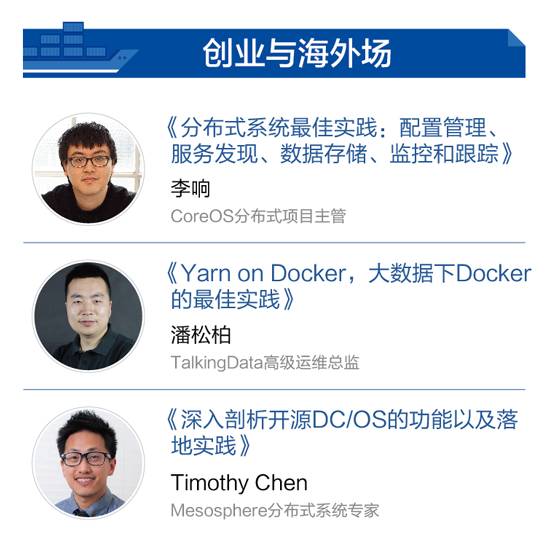 创业与海外场
《分布式系统最佳实践：配置管理、
服务发现、数据存储、监控和跟踪》
李响
CoreOS分布式项目主管
《Yarn on Docker，大数据下Docker
的最佳实践》
潘松柏
TalkingData高级运维总监
《深入剖析开源DC/OS的功能以及落
地实践》
Timothy Chen
Mesosphere分布式系统专家